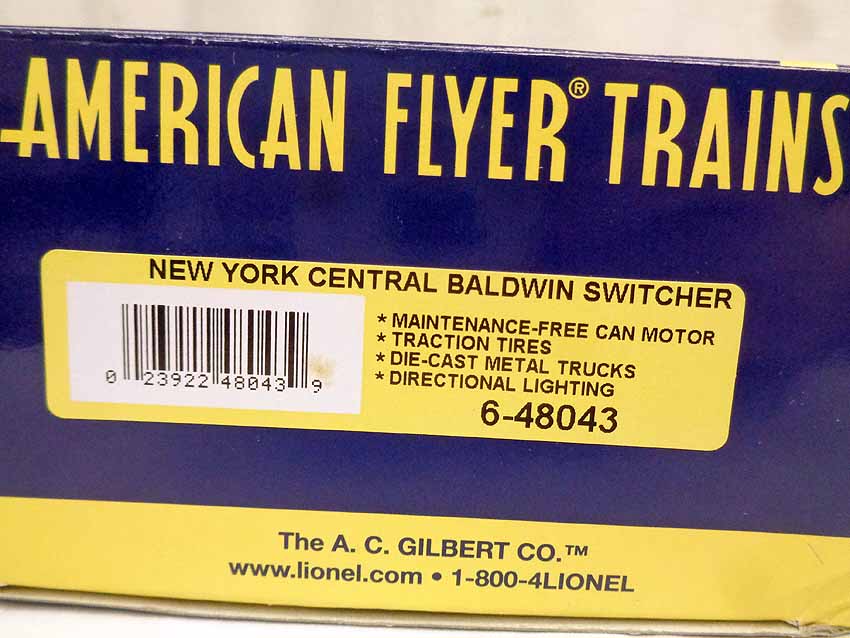 AMERICAN FLYER® TRAINS
NEW YORK CENTRAL BALDWIN SWITCHER
* MAINTENANCE-FREE CAN MOTOR
* TRACTION TIRES
* DIE-CAST METAL TRUCKS
* DIRECTIONAL LIGHTING
0 23922 48043 9
6-48043
The A. C. GILBERT CO.™
www.lionel.com • 1-800-4LIONEL